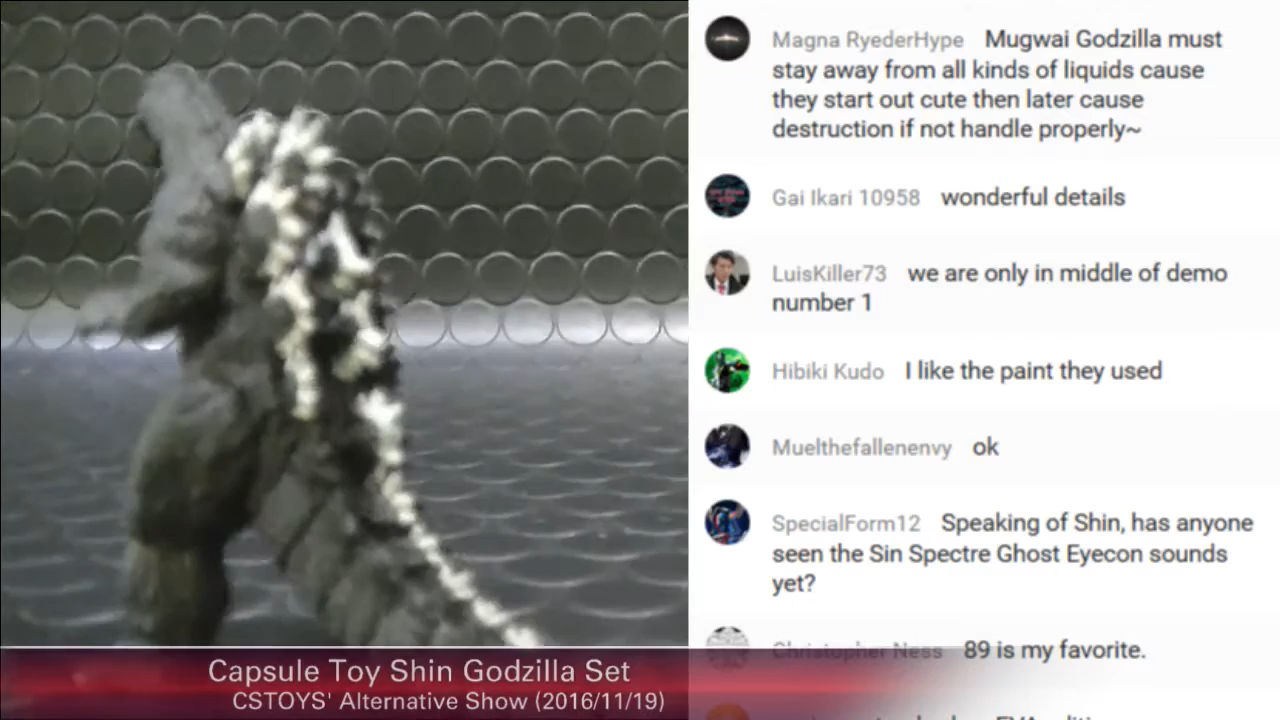 Magna RyederHype Mugwai Godzilla must
stay away from all kinds of liquids cause
they start out cute then later cause
destruction if not handle properly~
Gai Ikari 10958 wonderful details
LuisKiller73 we are only in middle of demo
number 1
Hibiki Kudo I like the paint they used
Muelthefallenenvy ok
SpecialForm12 Speaking of Shin, has anyone
seen the Sin Spectre Ghost Eyecon sounds
yet?
Christopher Ness 89 is my favorite.
Capsule Toy Shin Godzilla Set
CSTOYS' Alternative Show (2016/11/19)